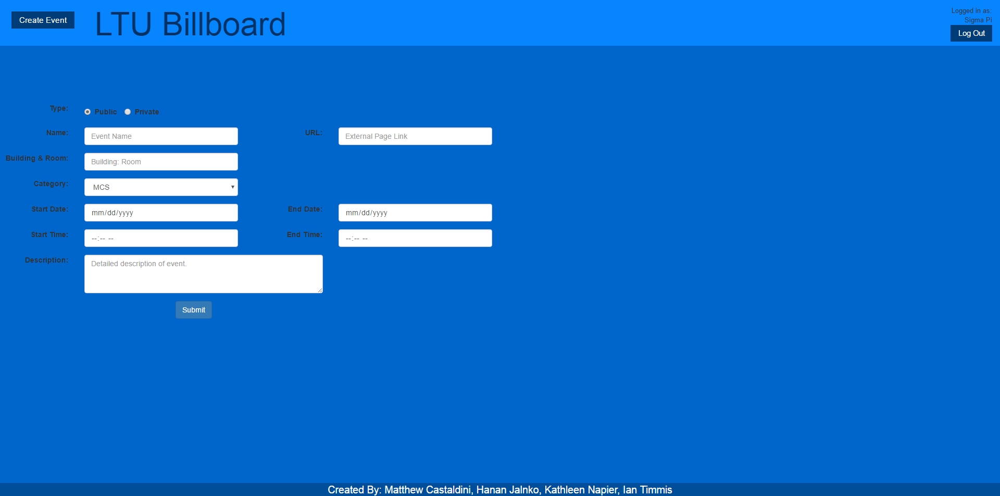 Create Event
LTU Billboard
Logged in as:
Sigma Pi
Log Out
Type:
Public Private
Name: Event Name URL: External Page Link
Building & Room: Building: Room
Category: MCS
Start Date: mm/dd/yyyy End Date: mm/dd/yyyy
Start Time: --:-- -- End Time: --:-- --
Description: Detailed description of event.
Submit
Created By: Matthew Castaldini, Hanan Jalnko, Kathleen Napier, Ian Timmis